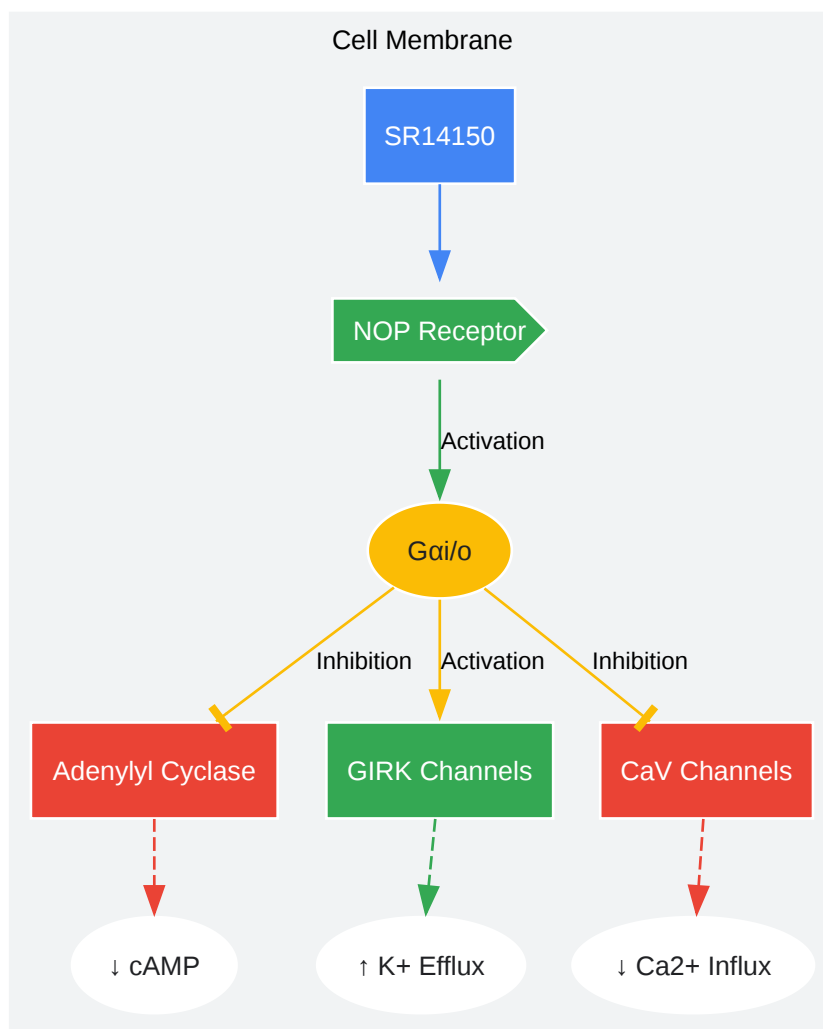 Cell Membrane
SR14150
NOP Receptor
Activation
Gαi/o
Inhibition
Activation
Inhibition
Adenylyl Cyclase
GIRK Channels
CaV Channels
↓ cAMP
↑ K+ Efflux
↓ Ca2+ Influx